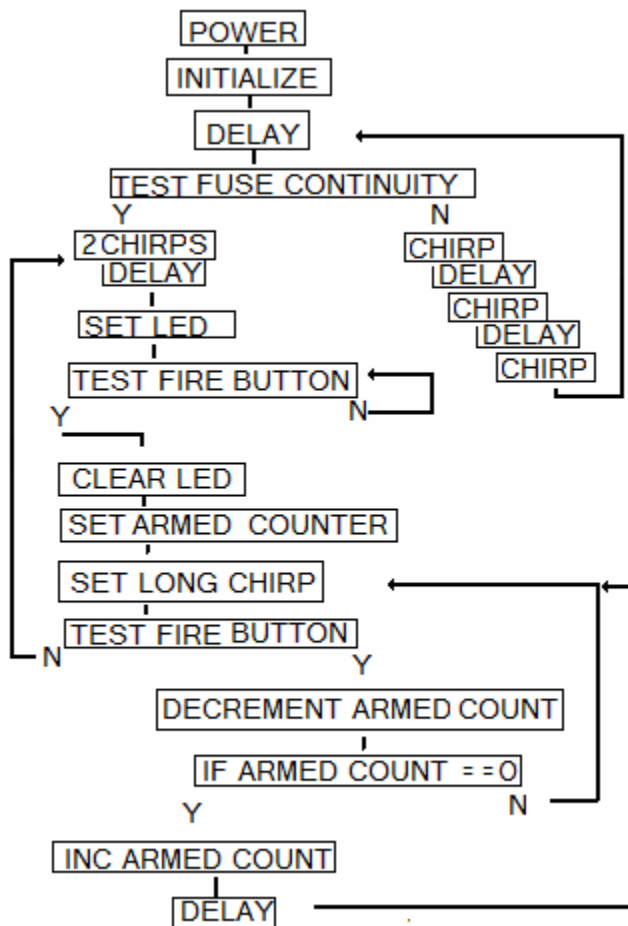 POWER
INITIALIZE
DELAY
TEST FUSE CONTINUITY
Y N
2 CHIRPS CHIRP
DELAY DELAY
CHIRP
SET LED DELAY
CHIRP
TEST FIRE BUTTON
Y N
CLEAR LED
SET ARMED COUNTER
SET LONG CHIRP
TEST FIRE BUTTON
N Y
DECREMENT ARMED COUNT
IF ARMED COUNT ==0
Y N
INC ARMED COUNT
DELAY